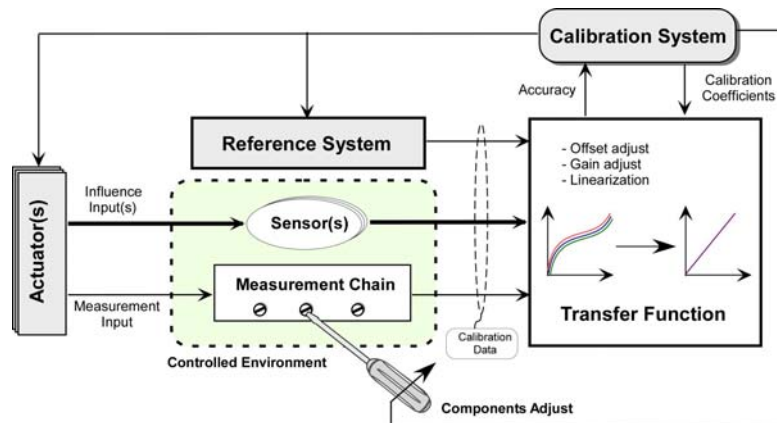 Calibration System
Accuracy
Calibration
Coefficients
Reference System
- Offset adjust
- Gain adjust
- Linearization
Actuator(s)
Influence
Input(s)
Sensor(s)
Measurement Chain
Measurement
Input
Transfer Function
Calibration
Data
Controlled Environment
Components Adjust